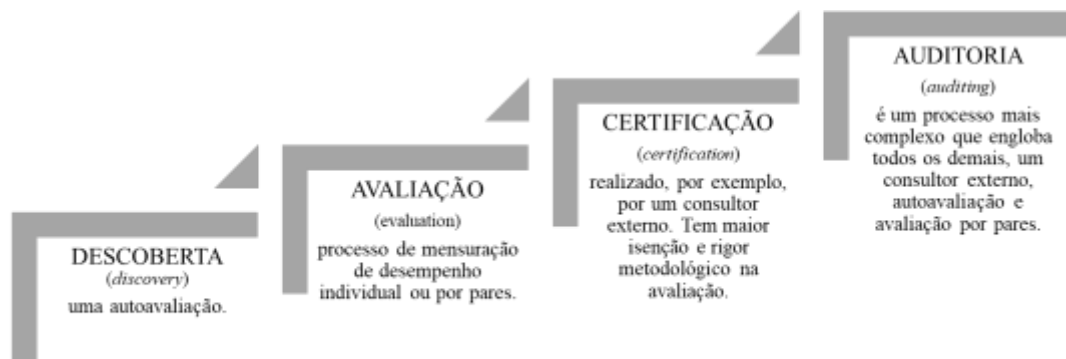 DESCOBERTA
(discovery)
uma autoavaliação.
AVALIAÇÃO
(evaluation)
processo de mensuração
de desempenho
individual ou por pares.
CERTIFICAÇÃO
(certification)
realizado, por exemplo,
por um consultor
externo. Tem maior
isenção e rigor
metodológico na
avaliação.
AUDITORIA
(auditing)
é um processo mais
complexo que engloba
todos os demais, um
consultor externo,
autoavaliação e
avaliação por pares.